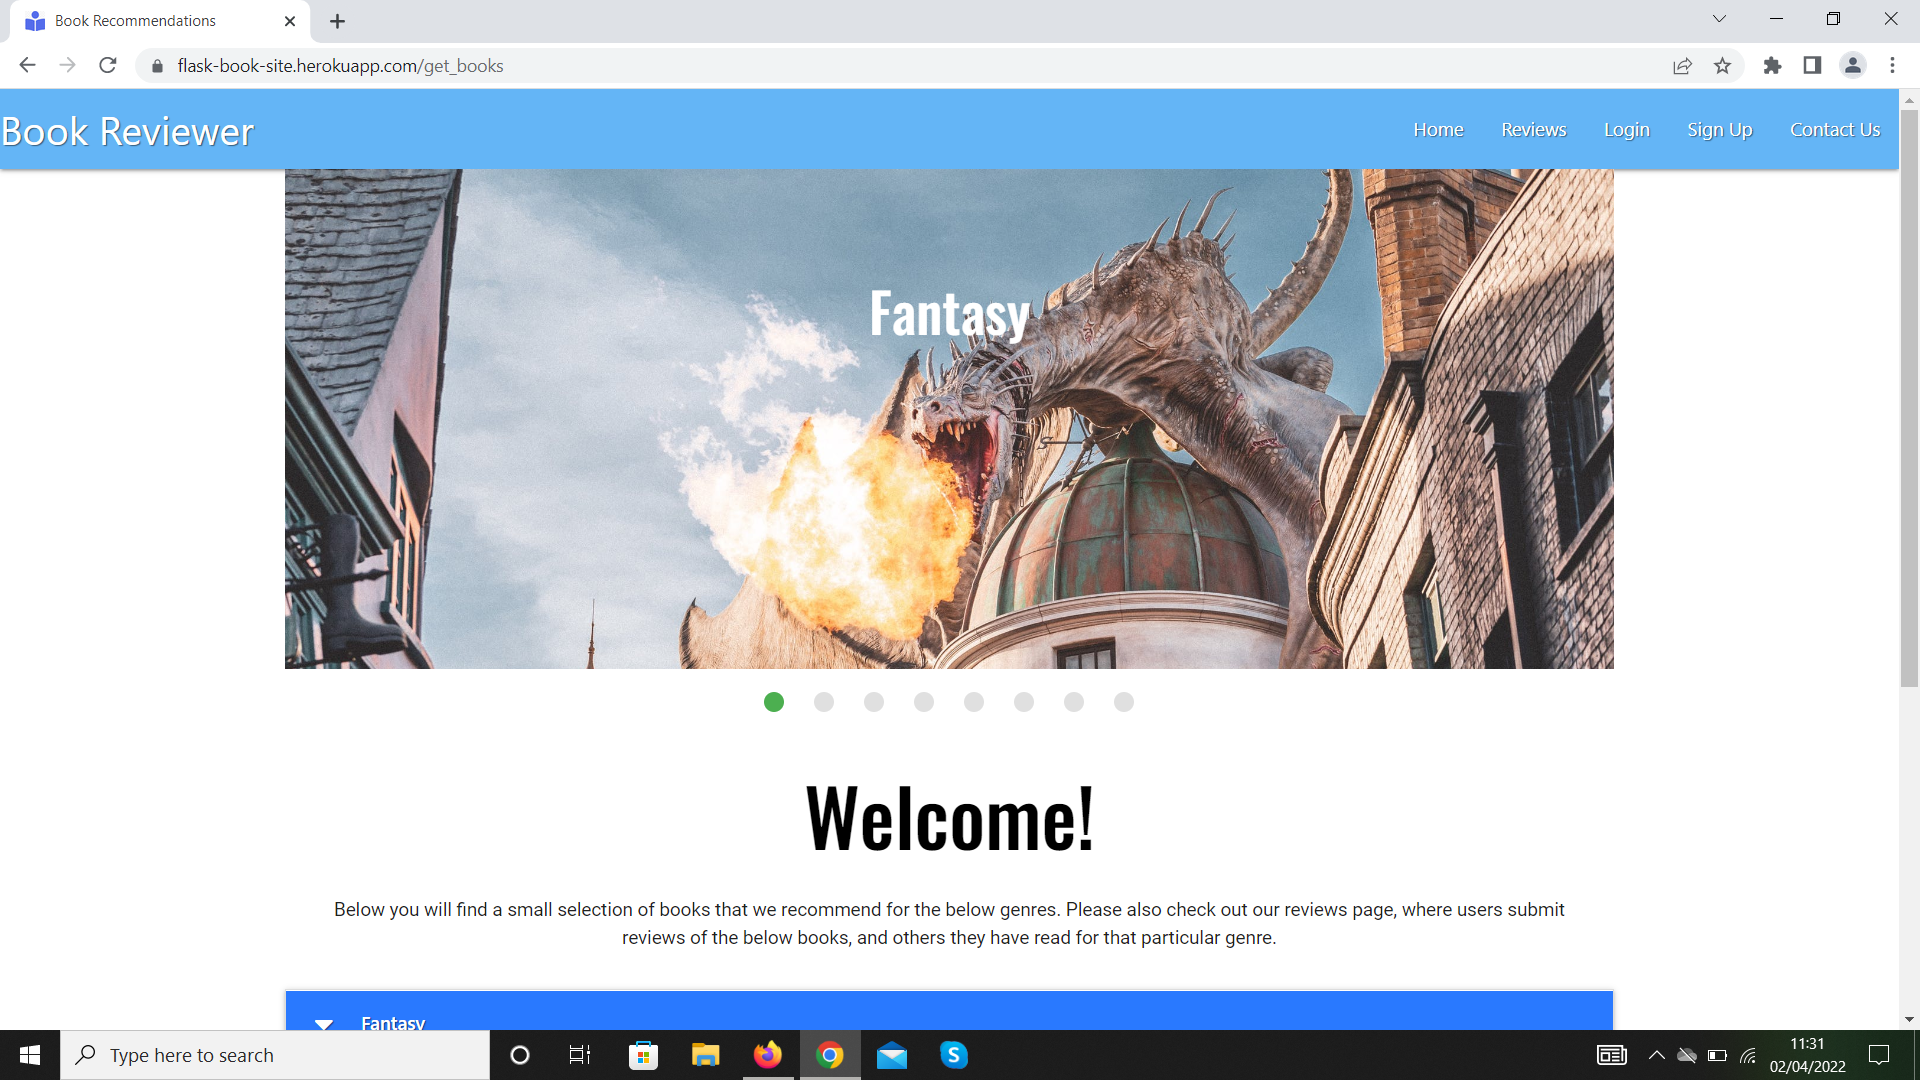 Book Recommendations
flask-book-site.herokuapp.com/get_books
Book Reviewer
Home Reviews Login Sign Up Contact Us
Fantasy
Welcome!
Below you will find a small selection of books that we recommend for the below genres. Please also check out our reviews page, where users submit
reviews of the below books, and others they have read for that particular genre.
Fantasy
Type here to search
S
11:31
02/04/2022